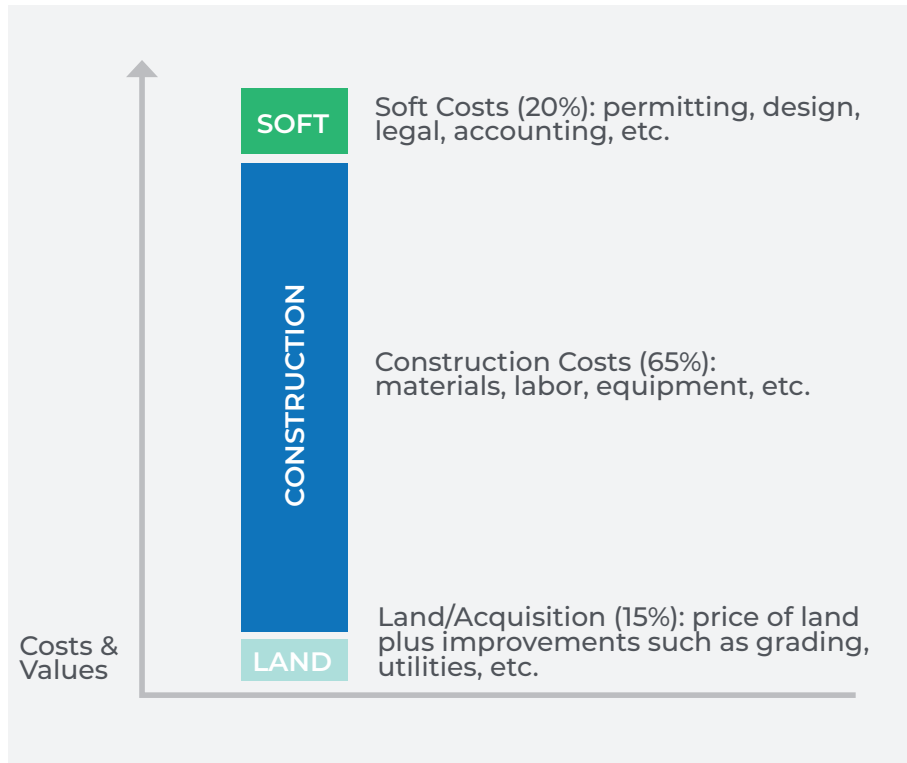 SOFT
Soft Costs (20%): permitting, design,
legal, accounting, etc.
CONSTRUCTION
Construction Costs (65%):
materials, labor, equipment, etc.
Land/Acquisition (15%): price of land
plus improvements such as grading,
utilities, etc.
LAND
Costs &
Values